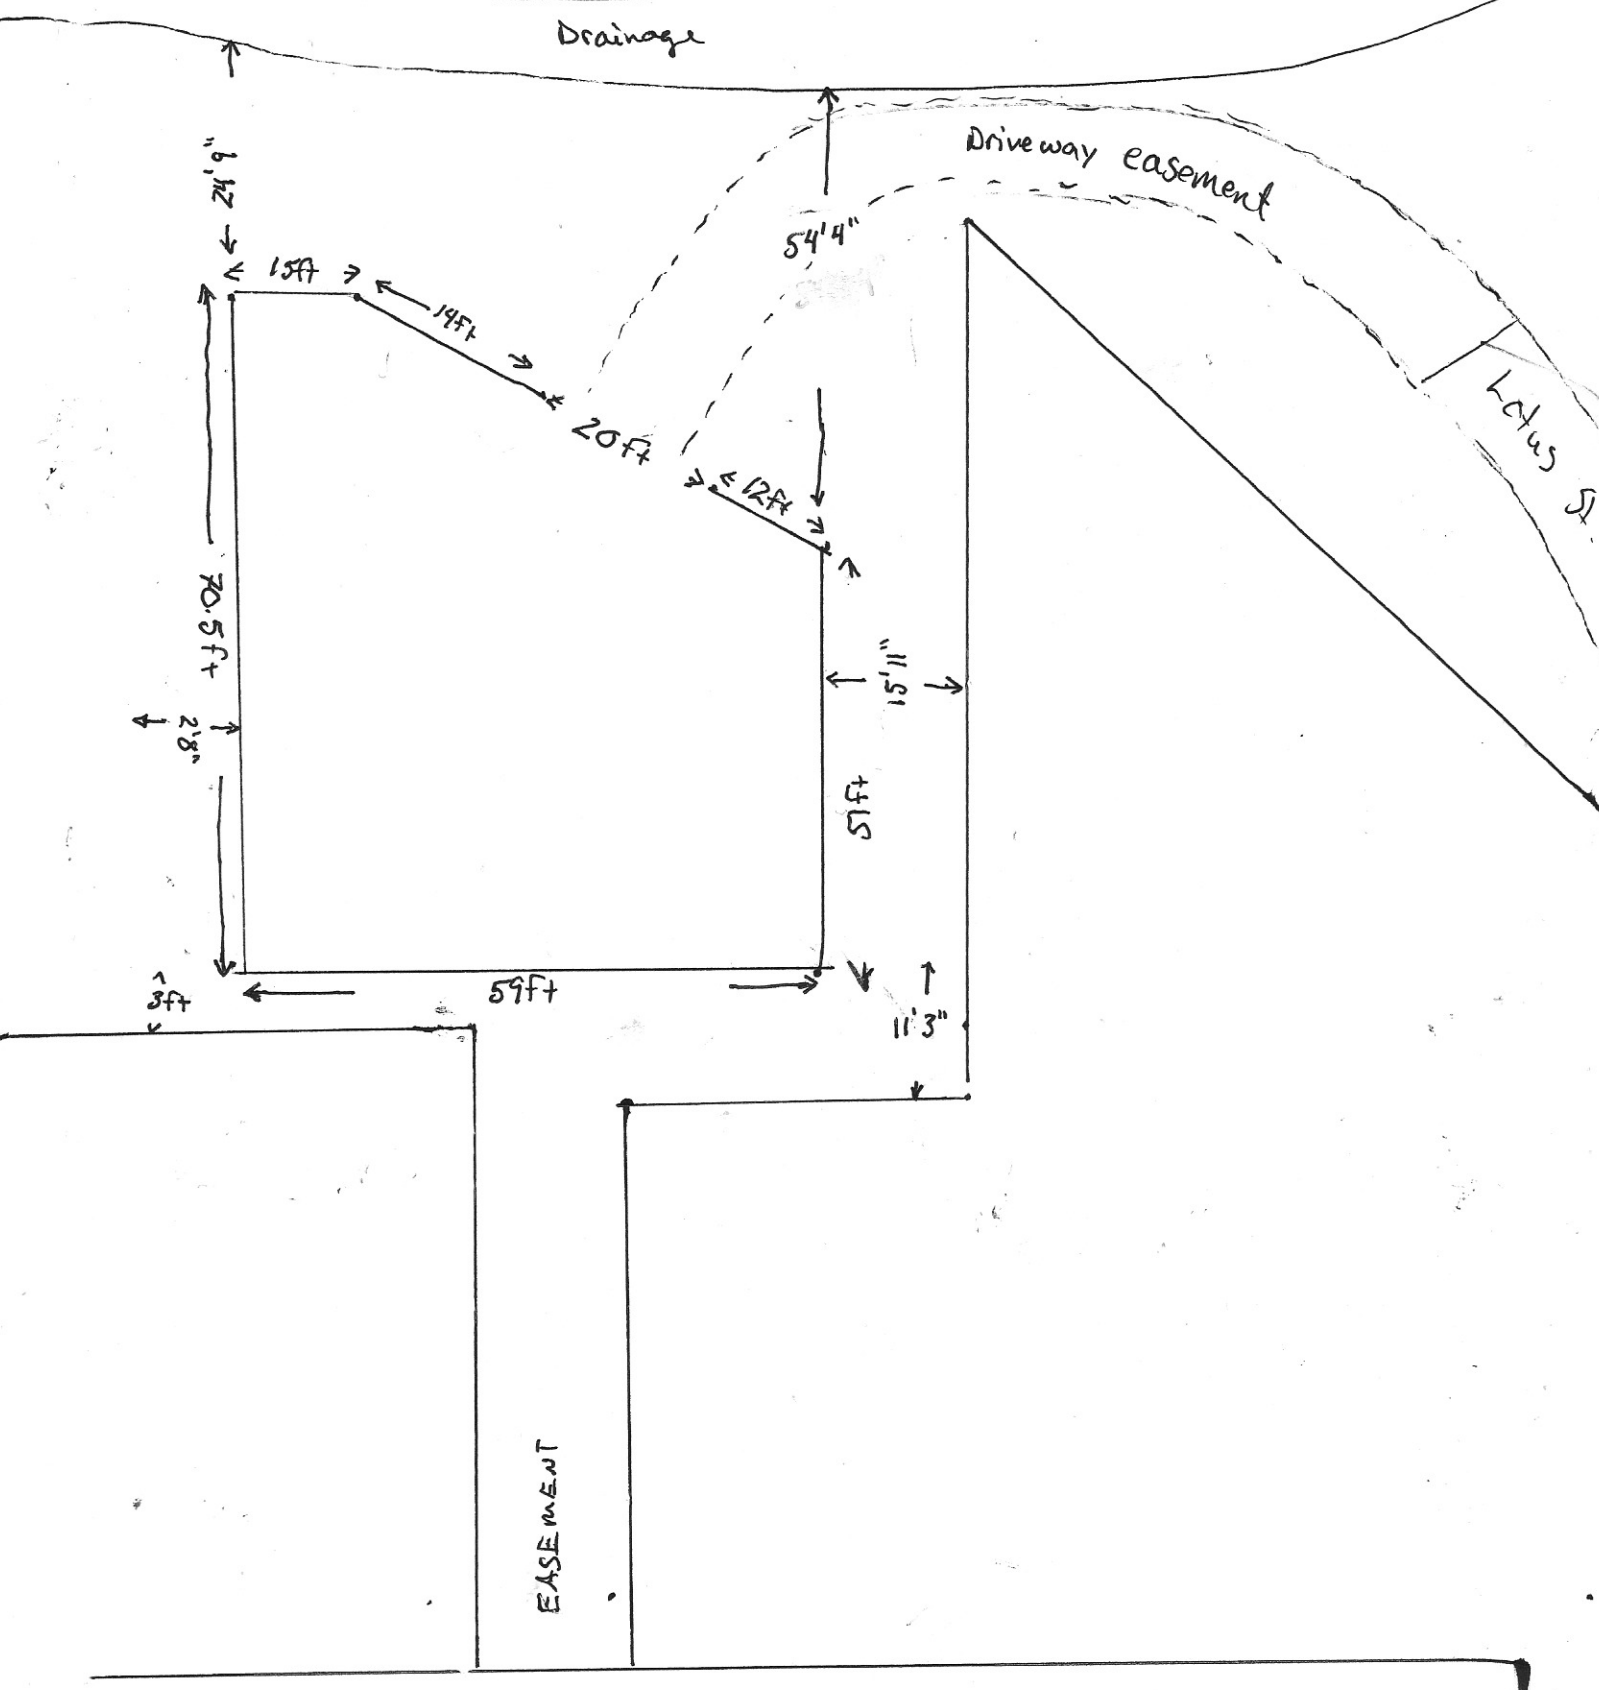 Drainage
Driveway easement
24'9"
54'4"
15ft
14ft
20ft
12ft
Lotus St.
70.5ft
15'11"
2'8"
51ft
59ft
3ft
11'3"
EASEMENT